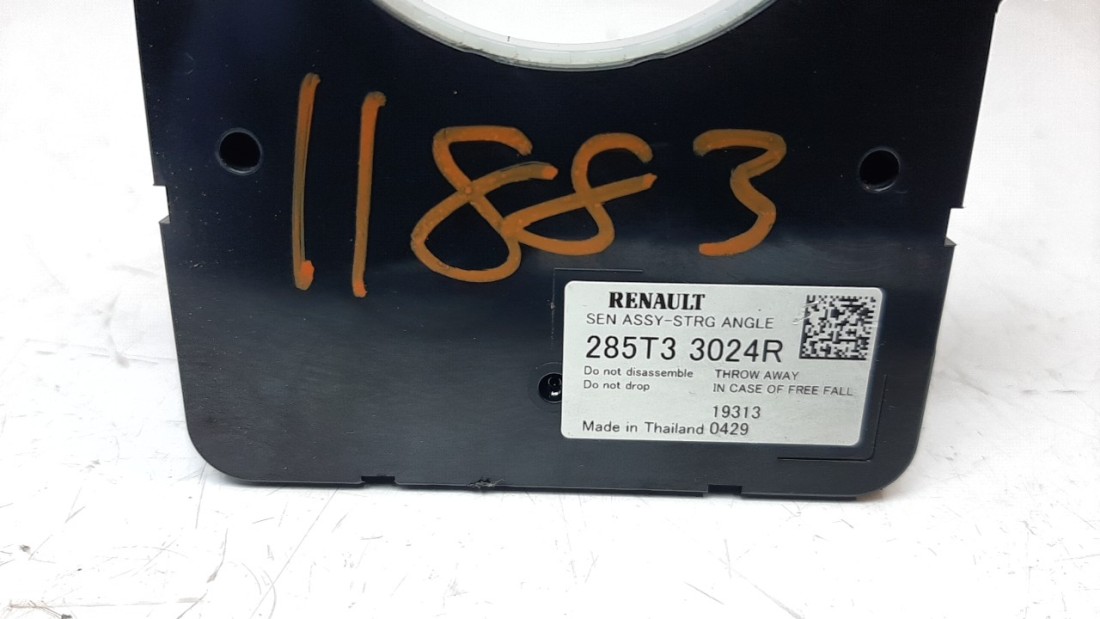 11883
RENAULT
SEN ASSY-STRG ANGLE
285T3 3024R
Do not disassemble THROW AWAY
Do not drop IN CASE OF FREE FALL
19313
Made in Thailand 0429